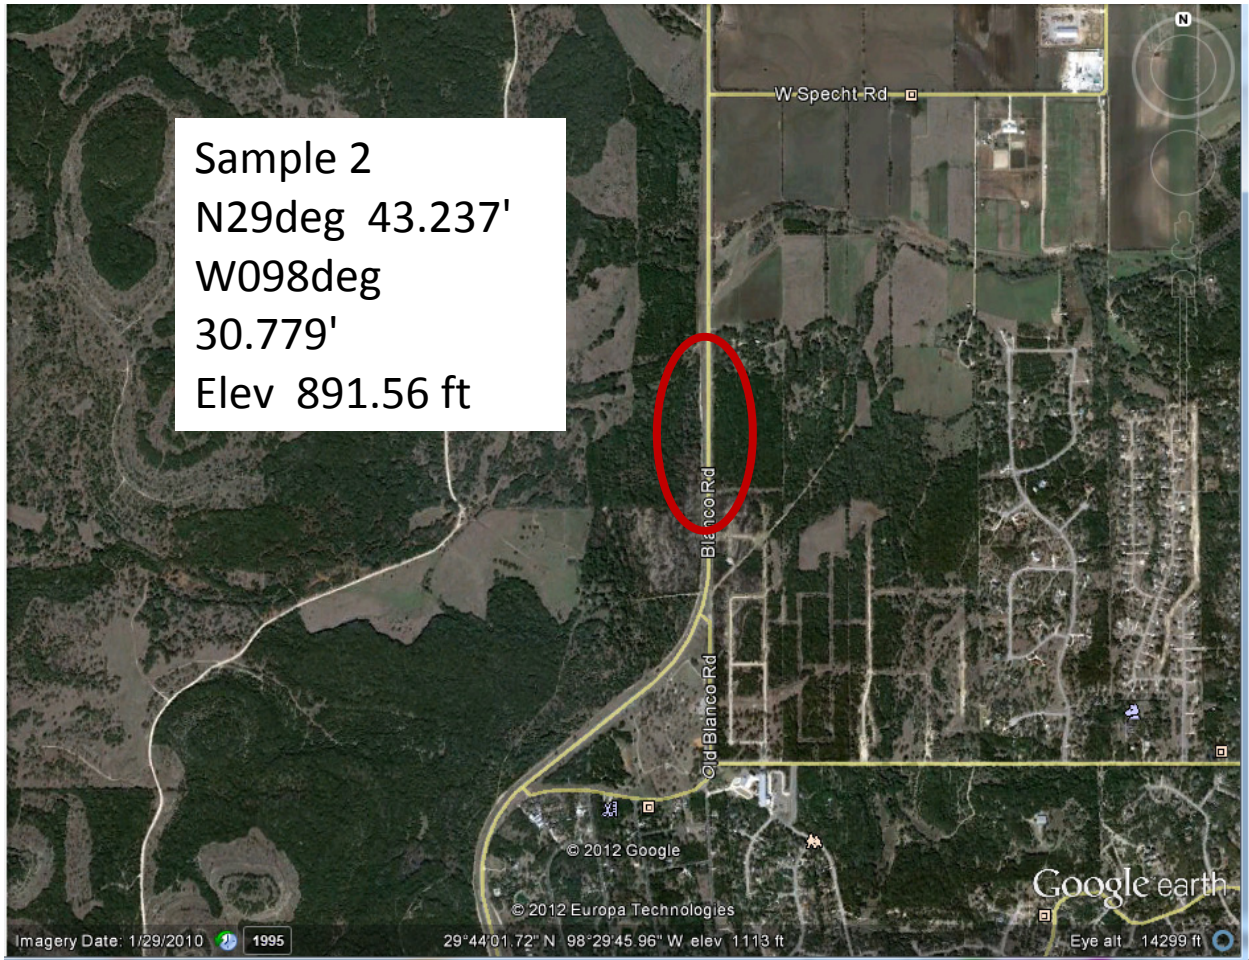 N
W Specht Rd
Sample 2
N29deg  43.237'
W098deg
30.779'
Elev  891.56 ft
Blanco Rd
Old Blanco Rd
© 2012 Google
Google earth
© 2012 Europa Technologies
Imagery Date: 1/29/2010  1995  29°44'01.72" N  98°29'45.96" W  elev  1113 ft  Eye alt  14299 ft